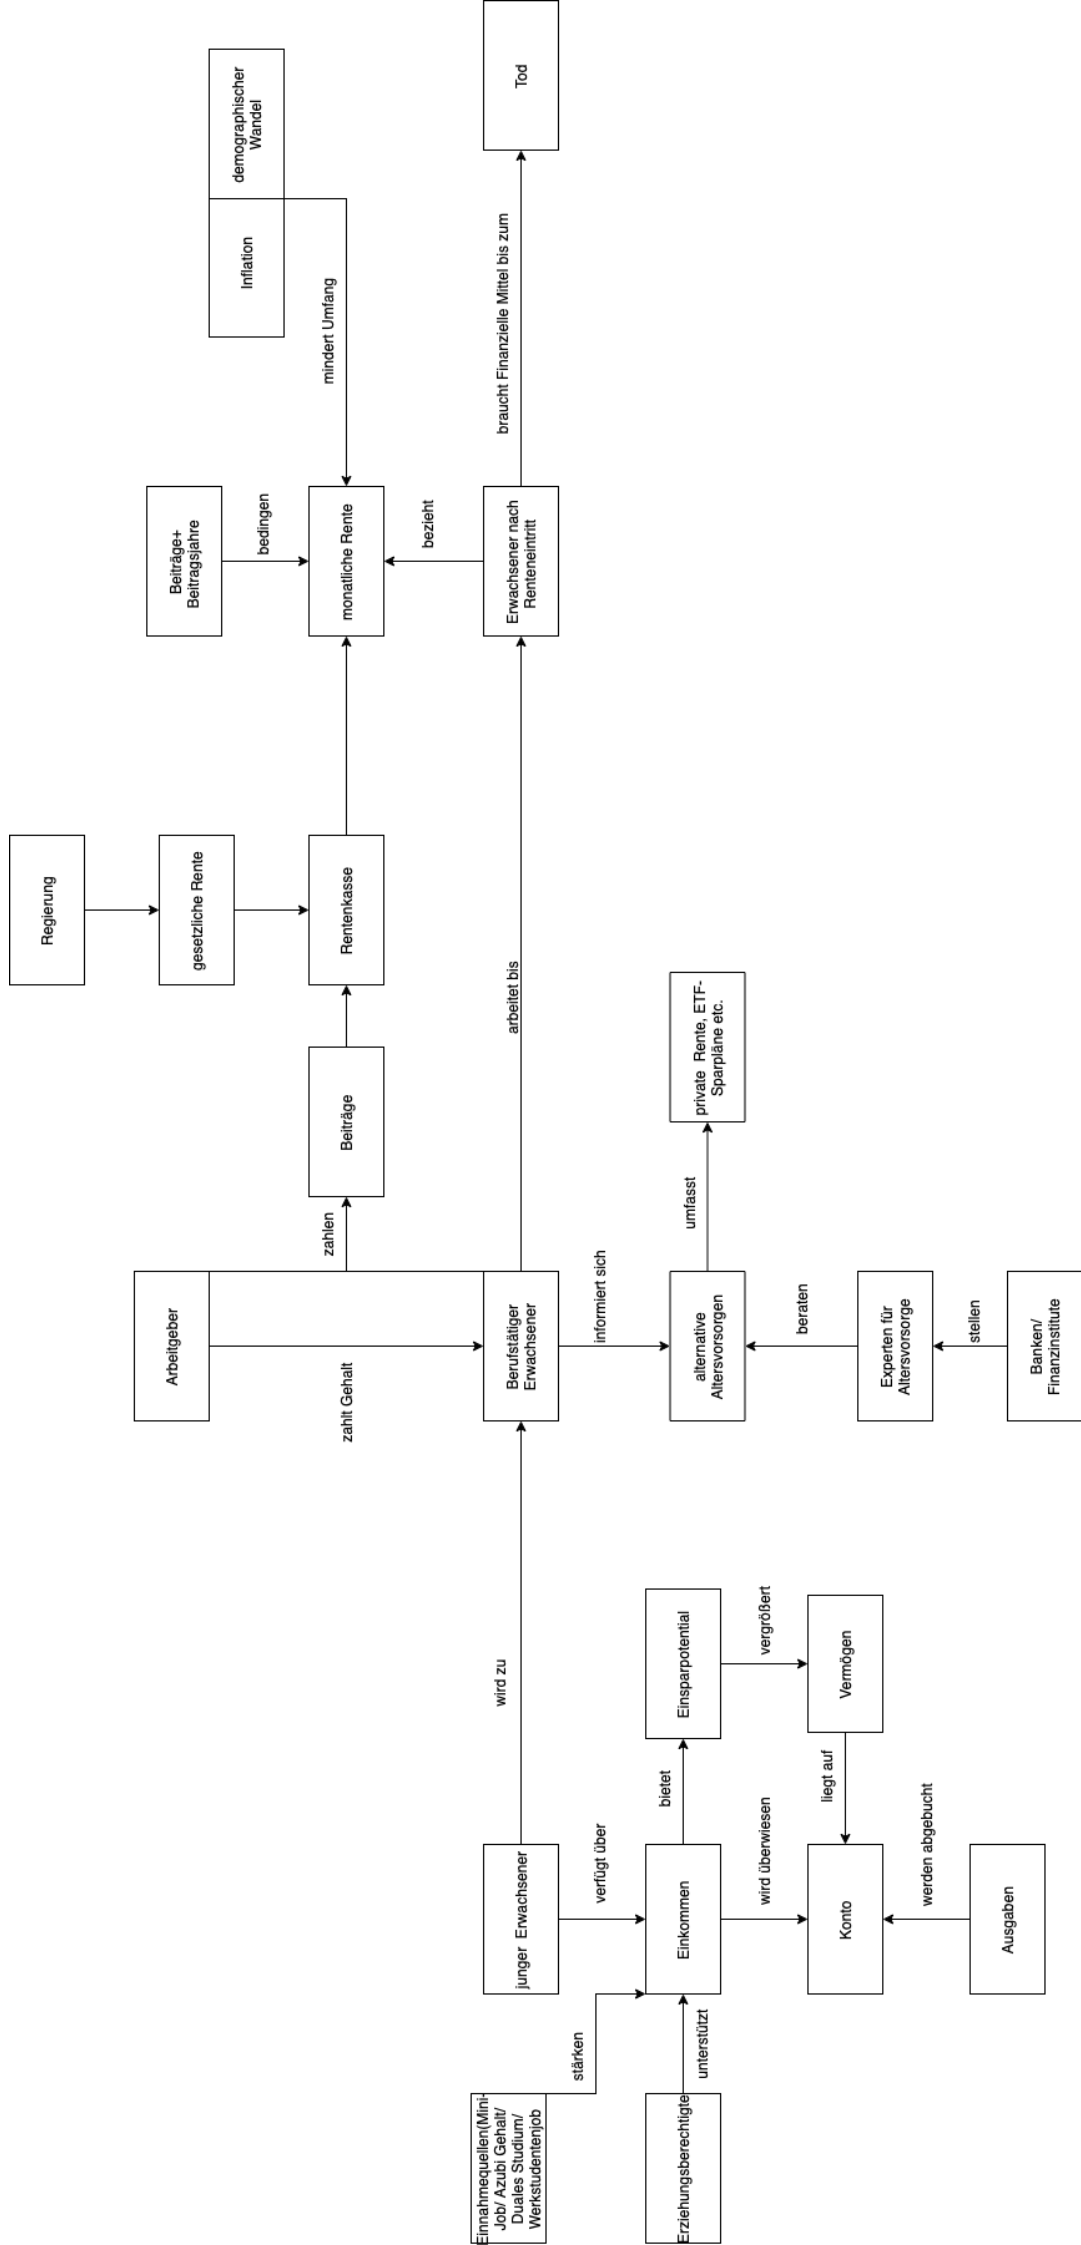 Regierung
gesetzliche Rente
Beiträge+
Beitragsjahre
bedingen
Inflation
demographischer
Wandel
mindert Umfang
Arbeitgeber
zahlt Gehalt
zahlen
Beiträge
Rentenkasse
monatliche Rente
bezieht
Einnahmequellen(Mini-
Job/ Azubi Gehalt/
Duales Studium/
Werkstudentenjob
stärken
junger Erwachsener
wird zu
Berufstätiger
Erwachsener
arbeitet bis
Erwachsener nach
Renteneintritt
braucht Finanzielle Mittel bis zum
Tod
verfügt über
informiert sich
Erziehungsberechtigte
unterstützt
Einkommen
bietet
Einsparpotential
alternative
Altersvorsorgen
umfasst
private Rente, ETF-
Sparpläne etc.
wird überwiesen
vergrößert
beraten
Konto
liegt auf
Vermögen
Experten für
Altersvorsorge
werden abgebucht
stellen
Ausgaben
Banken/
Finanzinstitute